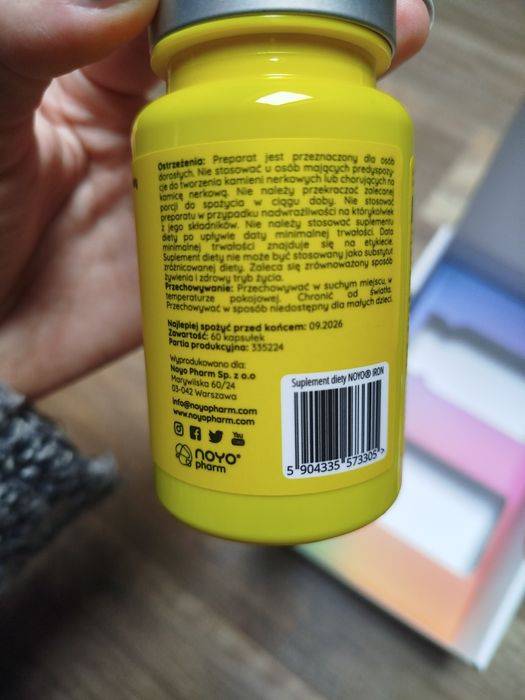 Ostrzeżenia: Preparat jest przeznaczony dla osób
dorosłych. Nie stosować u osób mających predyspozy-
cje do tworzenia kamieni nerkowych lub chorujących na
kamicę nerkową. Nie należy przekraczać zalecanej
porcji do spożycia w ciągu doby. Nie stosować
preparatu w przypadku nadwrażliwości na którykolwiek
z jego składników. Nie należy stosować suplementu
diety po upływie daty minimalnej trwałości. Data
minimalnej trwałości znajduje się na etykiecie.
Suplement diety nie może być stosowany jako substytut
zróżnicowanej diety. Zaleca się zrównoważony sposób
żywienia i zdrowy tryb życia.
Przechowywanie: Przechowywać w suchym miejscu, w
temperaturze pokojowej. Chronić od światła.
Przechowywać w sposób niedostępny dla małych dzieci.
Najlepiej spożyć przed końcem: 09.2026
Zawartość: 60 kapsułek
Partia produkcyjna: 335224
Wyprodukowano dla:
Noyo Pharm Sp. z o.o
Marywilska 60/24
03-042 Warszawa
info@noyopharm.com
www.noyopharm.com
You
noyo®
pharm
Suplement diety NOYO® IRON
5 904335 573305 >